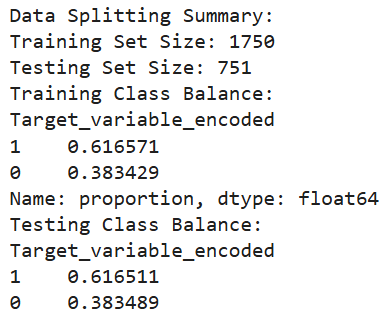 Data Splitting Summary:
Training Set Size: 1750
Testing Set Size: 751
Training Class Balance:
Target_variable_encoded
1    0.616571
0    0.383429
Name: proportion, dtype: float64
Testing Class Balance:
Target_variable_encoded
1    0.616511
0    0.383489